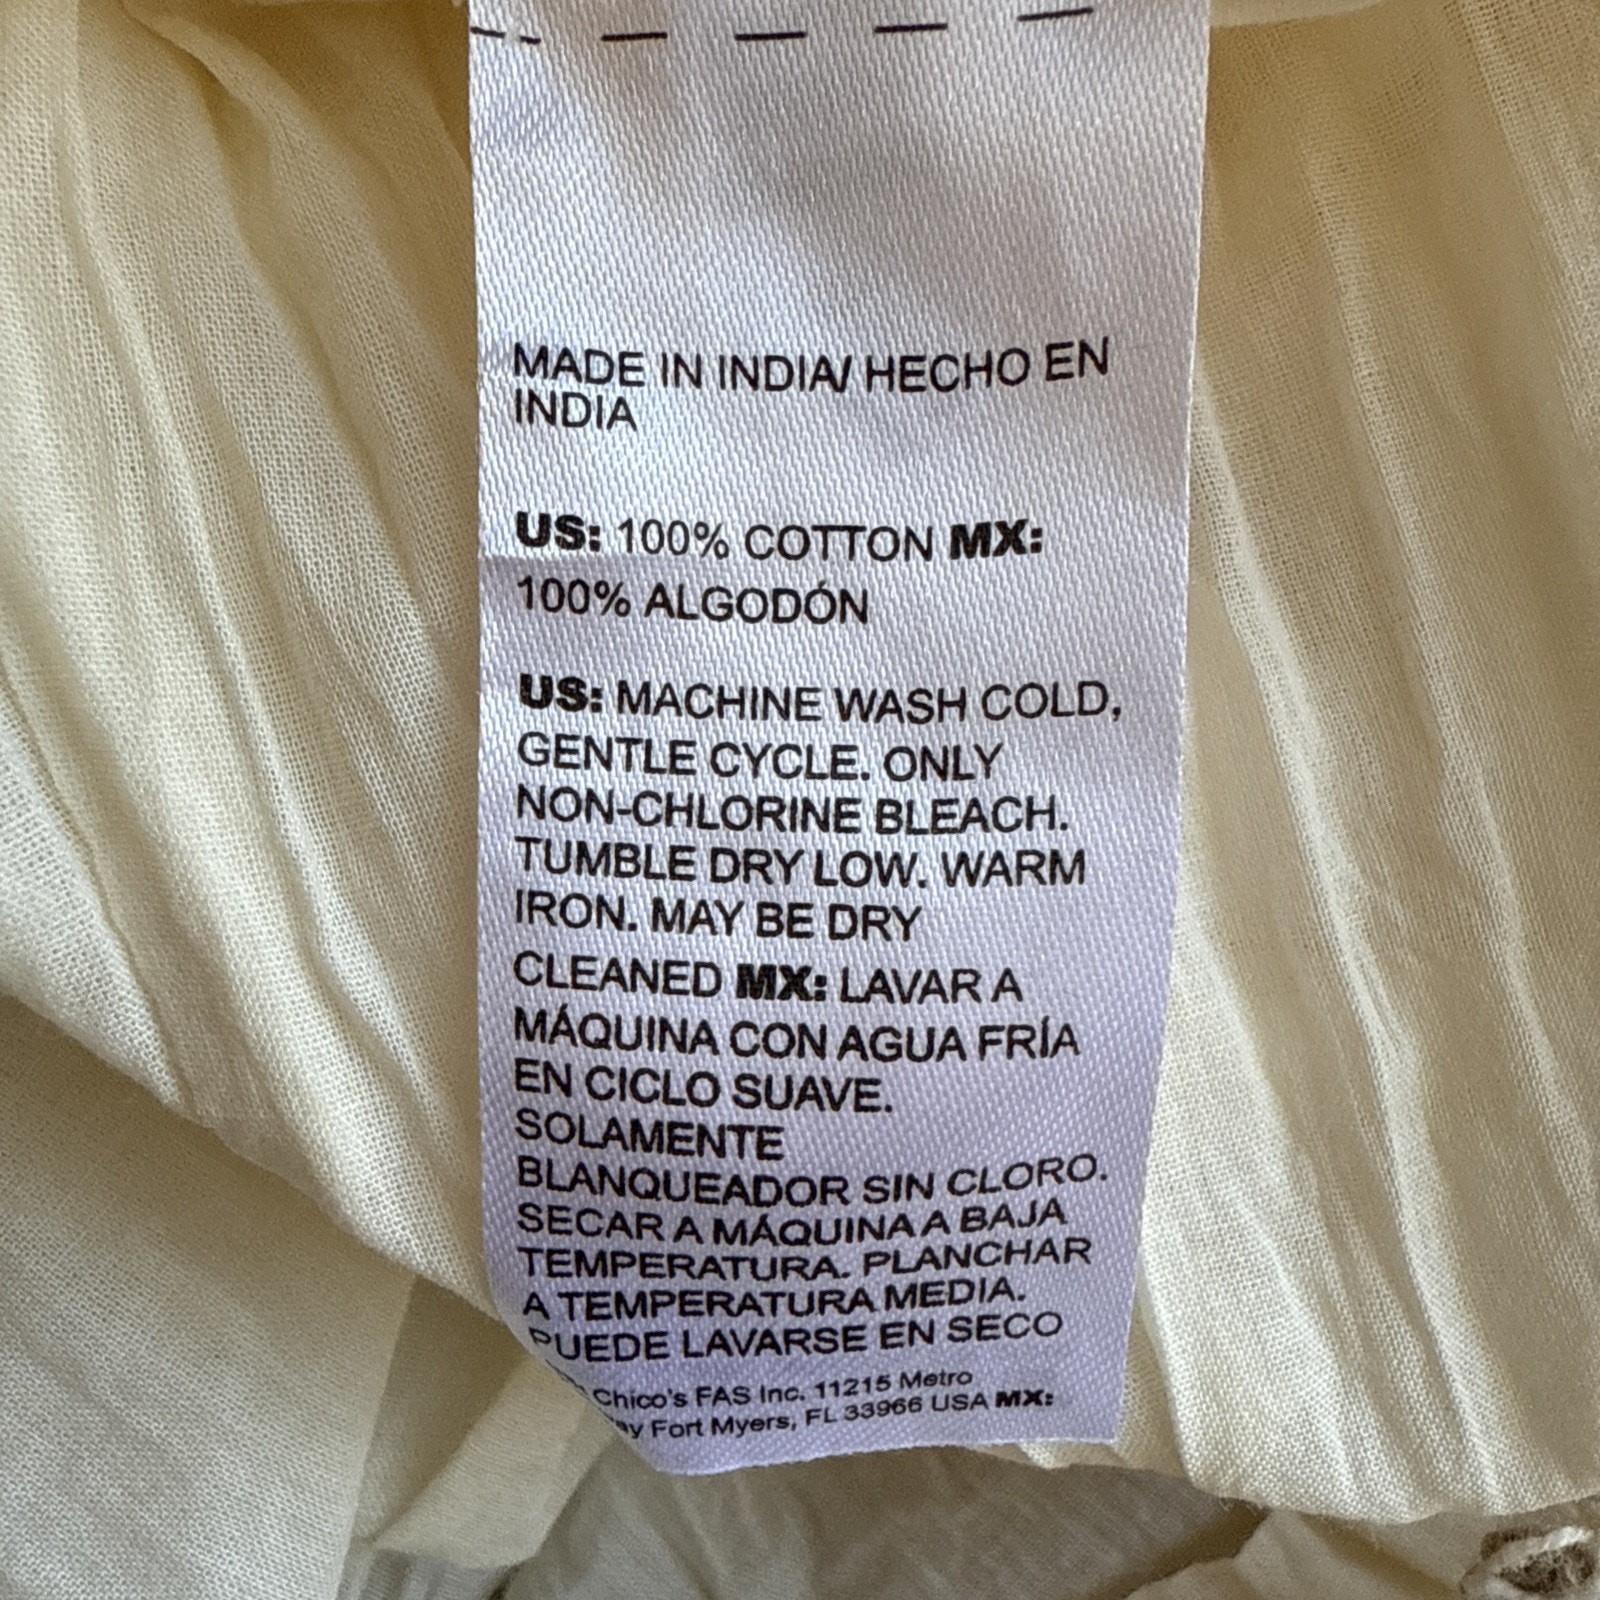 MADE IN INDIA/ HECHO EN
INDIA
US: 100% COTTON MX:
100% ALGODÓN
US: MACHINE WASH COLD,
GENTLE CYCLE. ONLY
NON-CHLORINE BLEACH.
TUMBLE DRY LOW. WARM
IRON. MAY BE DRY
CLEANED MX: LAVAR A
MÁQUINA CON AGUA FRÍA
EN CICLO SUAVE.
SOLAMENTE
BLANQUEADOR SIN CLORO.
SECAR A MÁQUINA A BAJA
TEMPERATURA. PLANCHAR
A TEMPERATURA MEDIA.
PUEDE LAVARSE EN SECO
Chico's FAS Inc. 11215 Metro
Fort Myers, FL 33966 USA MX: